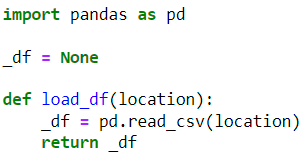 import pandas as pd
_df = None
def load_df(location):
    _df = pd.read_csv(location)
    return _df